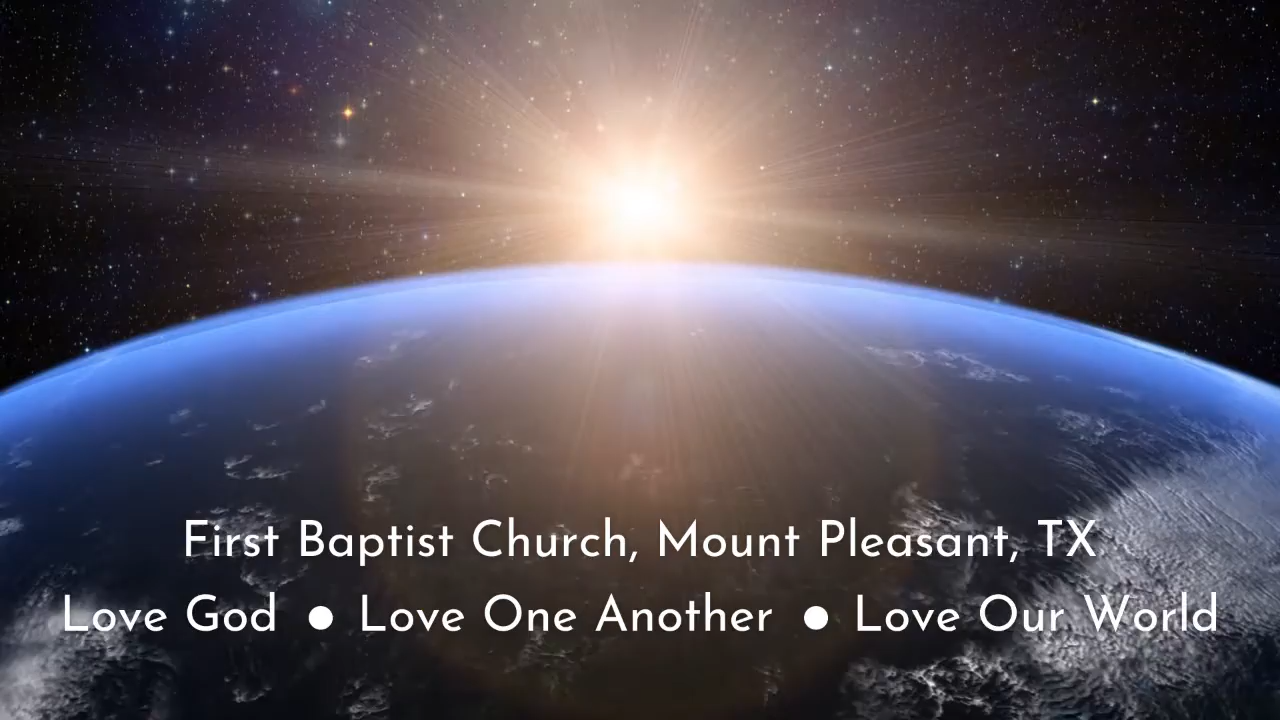 First Baptist Church, Mount Pleasant, TX
Love God ● Love One Another ● Love Our World